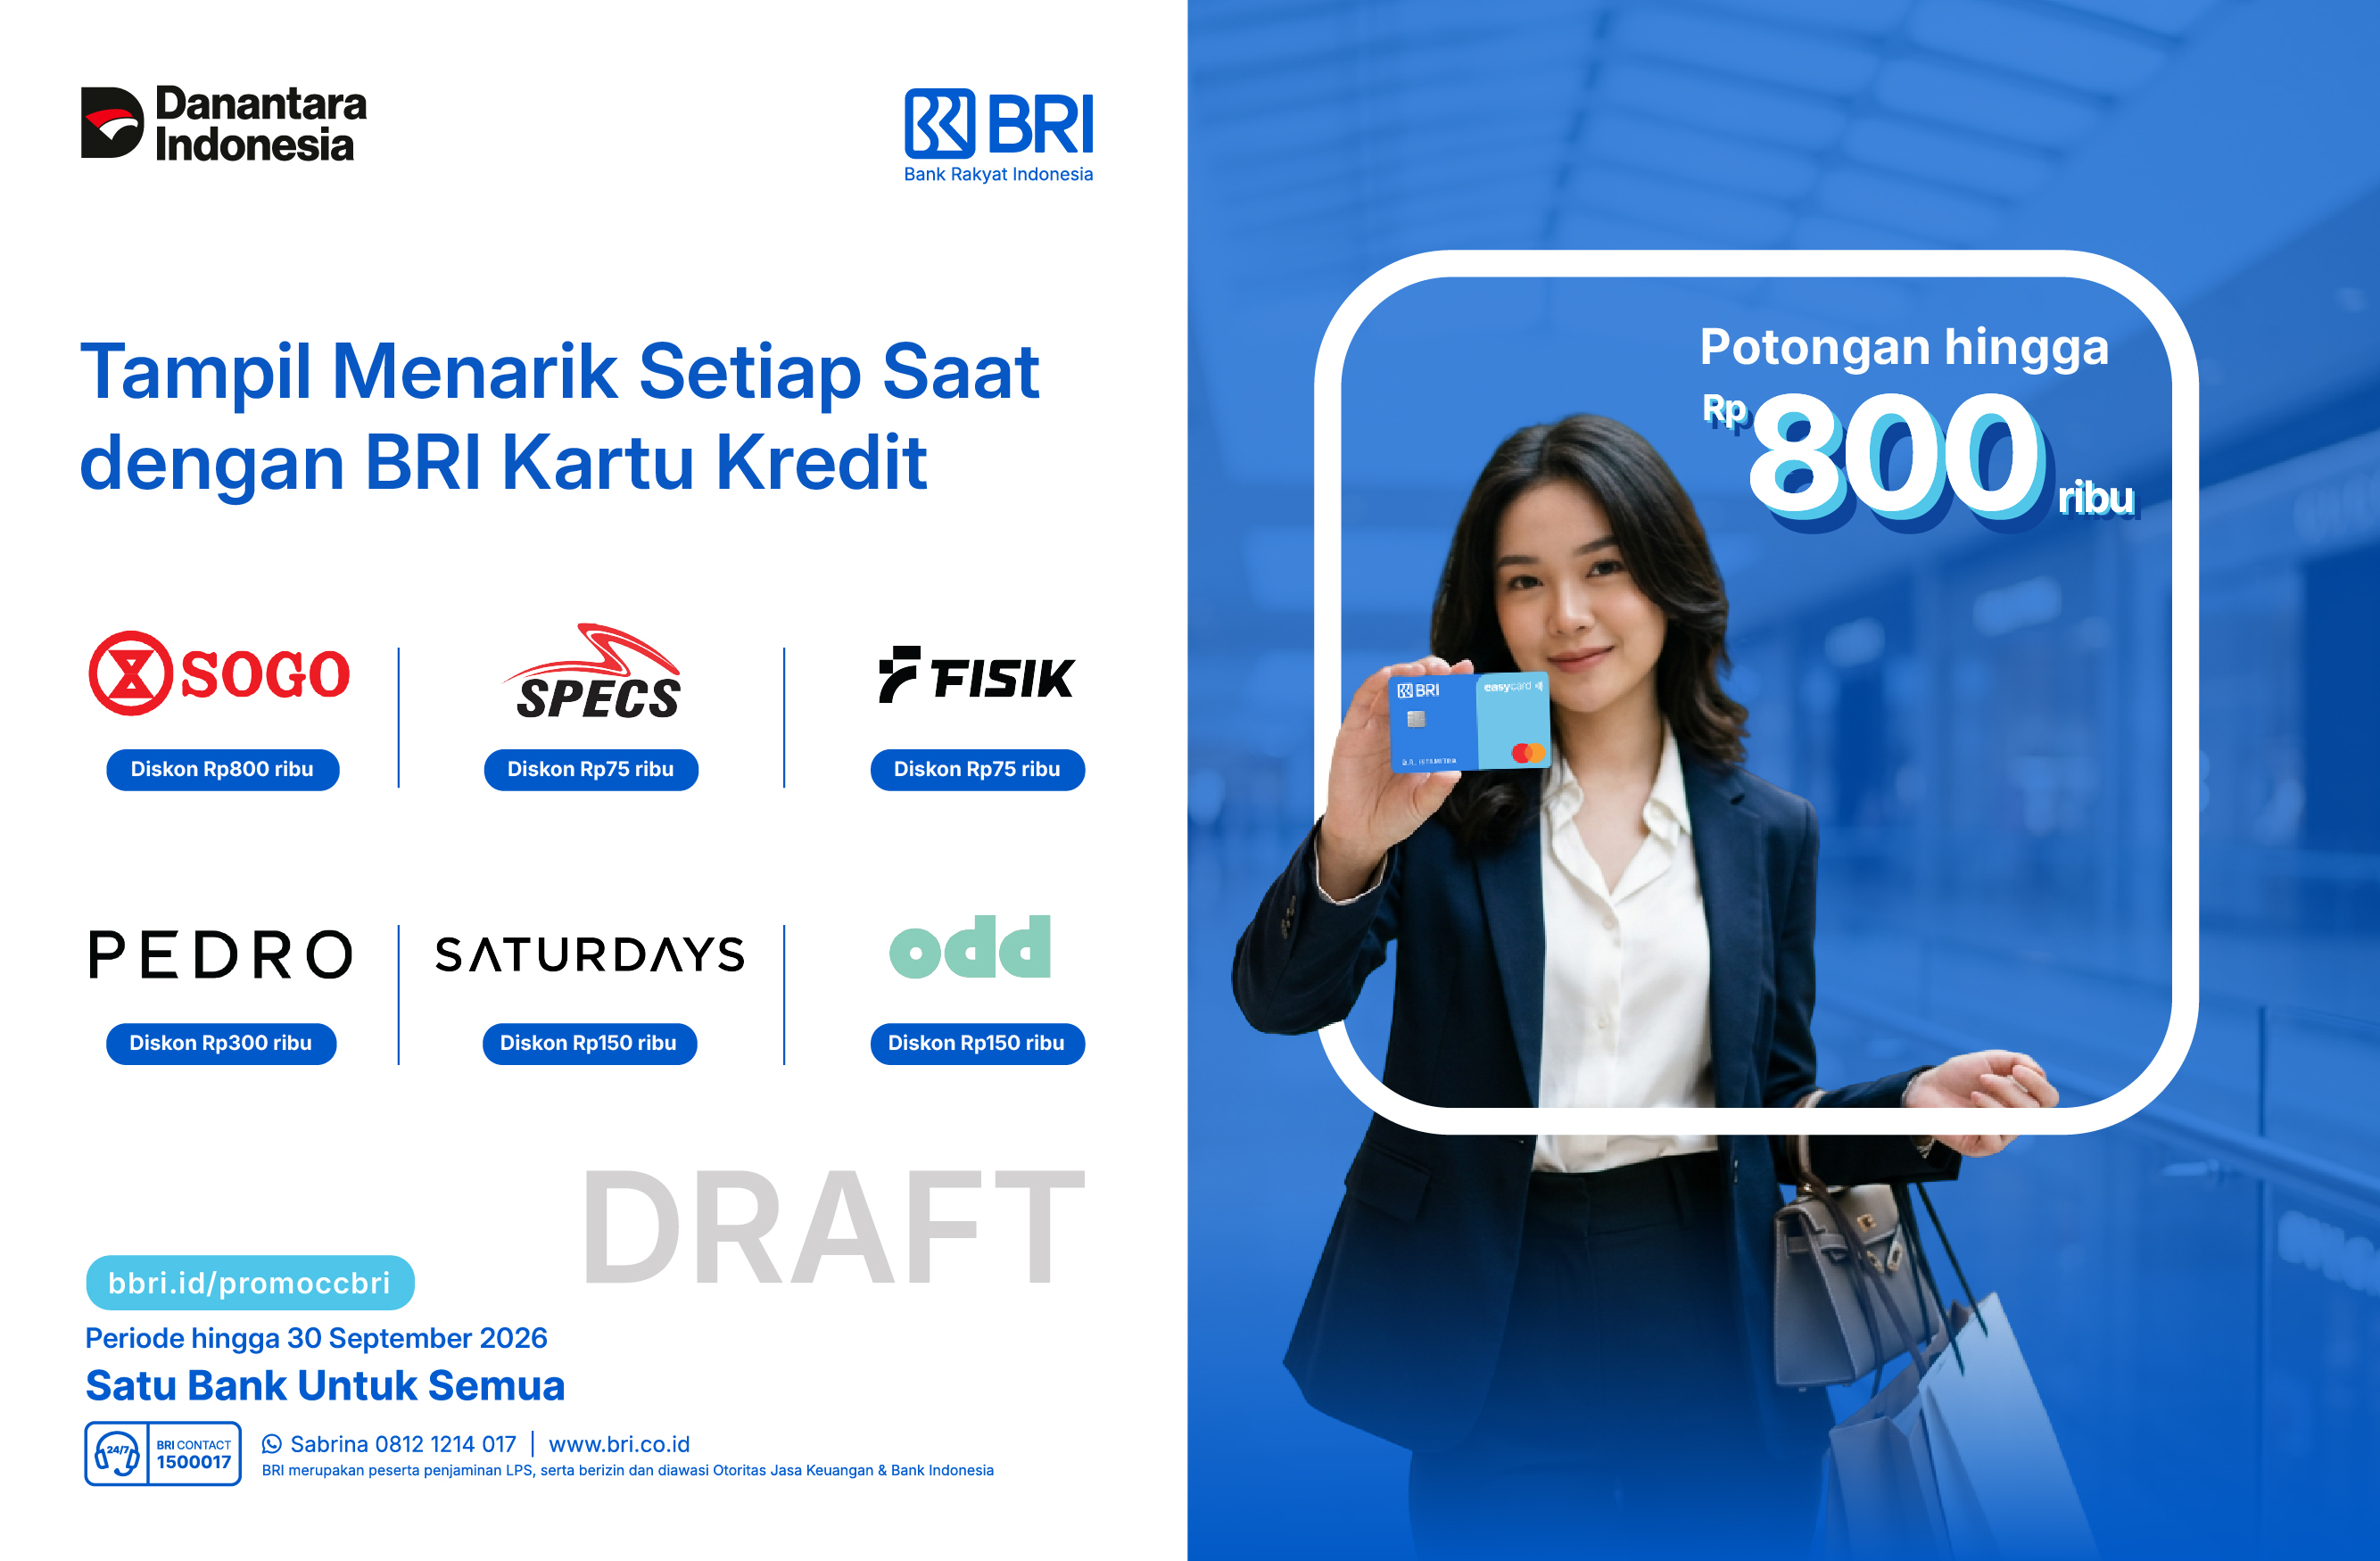 Danantara
Indonesia
BRI
Bank Rakyat Indonesia
Tampil Menarik Setiap Saat
dengan BRI Kartu Kredit
SOGO
Diskon Rp800 ribu
SPECS
Diskon Rp75 ribu
FISIK
Diskon Rp75 ribu
PEDRO
Diskon Rp300 ribu
SATURDAYS
Diskon Rp150 ribu
odd
Diskon Rp150 ribu
DRAFT
bbri.id/promoccbri
Periode hingga 30 September 2026
Satu Bank Untuk Semua
24/7
BRI CONTACT
1500017
Sabrina 0812 1214 017 | www.bri.co.id
BRI merupakan peserta penjaminan LPS, serta berizin dan diawasi Otoritas Jasa Keuangan & Bank Indonesia
Potongan hingga
Rp800 ribu
BRI
easycard